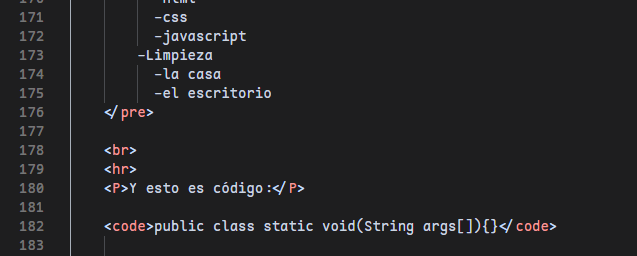 170 -html
171 -css
172 -javascript
173 -Limpieza
174 -la casa
175 -el escritorio
176 </pre>
177
178 <br>
179 <hr>
180 <P>Y esto es código:</P>
181
182 <code>public class static void(String args[]){}</code>
183